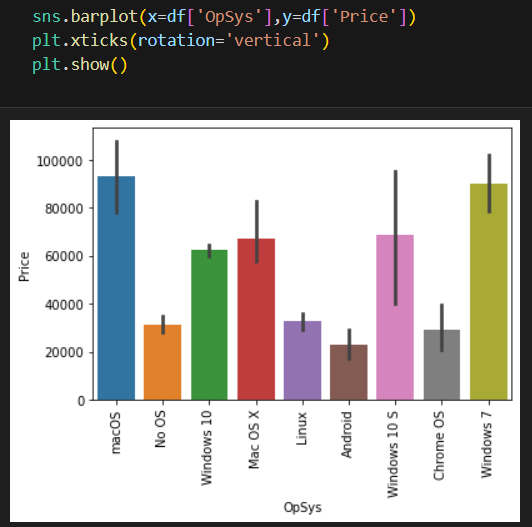 sns.barplot(x=df['OpSys'],y=df['Price'])
plt.xticks(rotation='vertical')
plt.show()
100000
80000
60000
40000
20000
0
Price
macOS
No OS
Windows 10
Mac OS X
Linux
Android
Windows 10 S
Chrome OS
Windows 7
OpSys